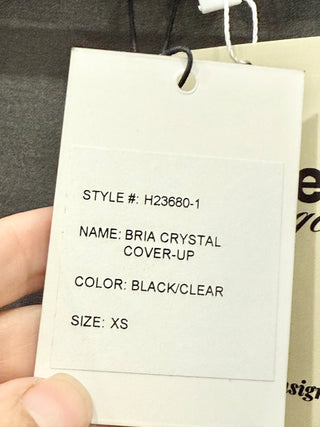 STYLE #: H23680-1
NAME: BRIA CRYSTAL
COVER-UP
COLOR: BLACK/CLEAR
SIZE: XS